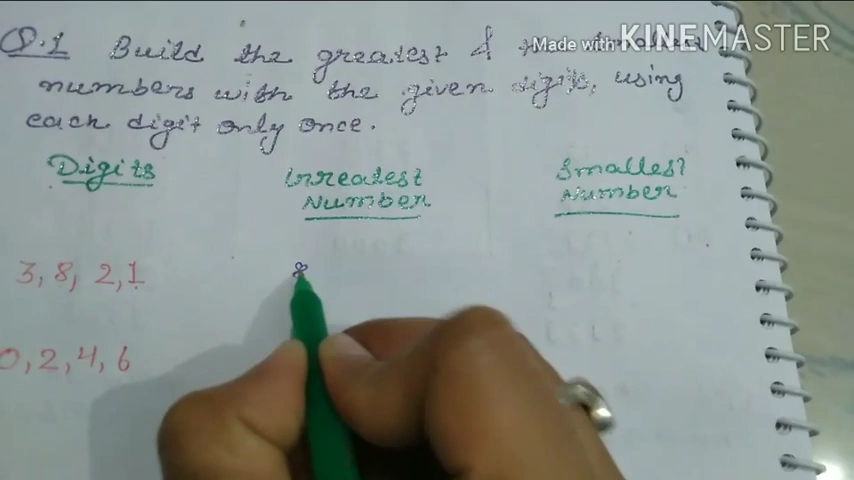 Q.1 Build the greatest & the
numbers with the given digits, using
each digit only once.
Digits Greatest Number Smallest Number
3, 8, 2, 1 8
0, 2, 4, 6
Made with KINEMASTER